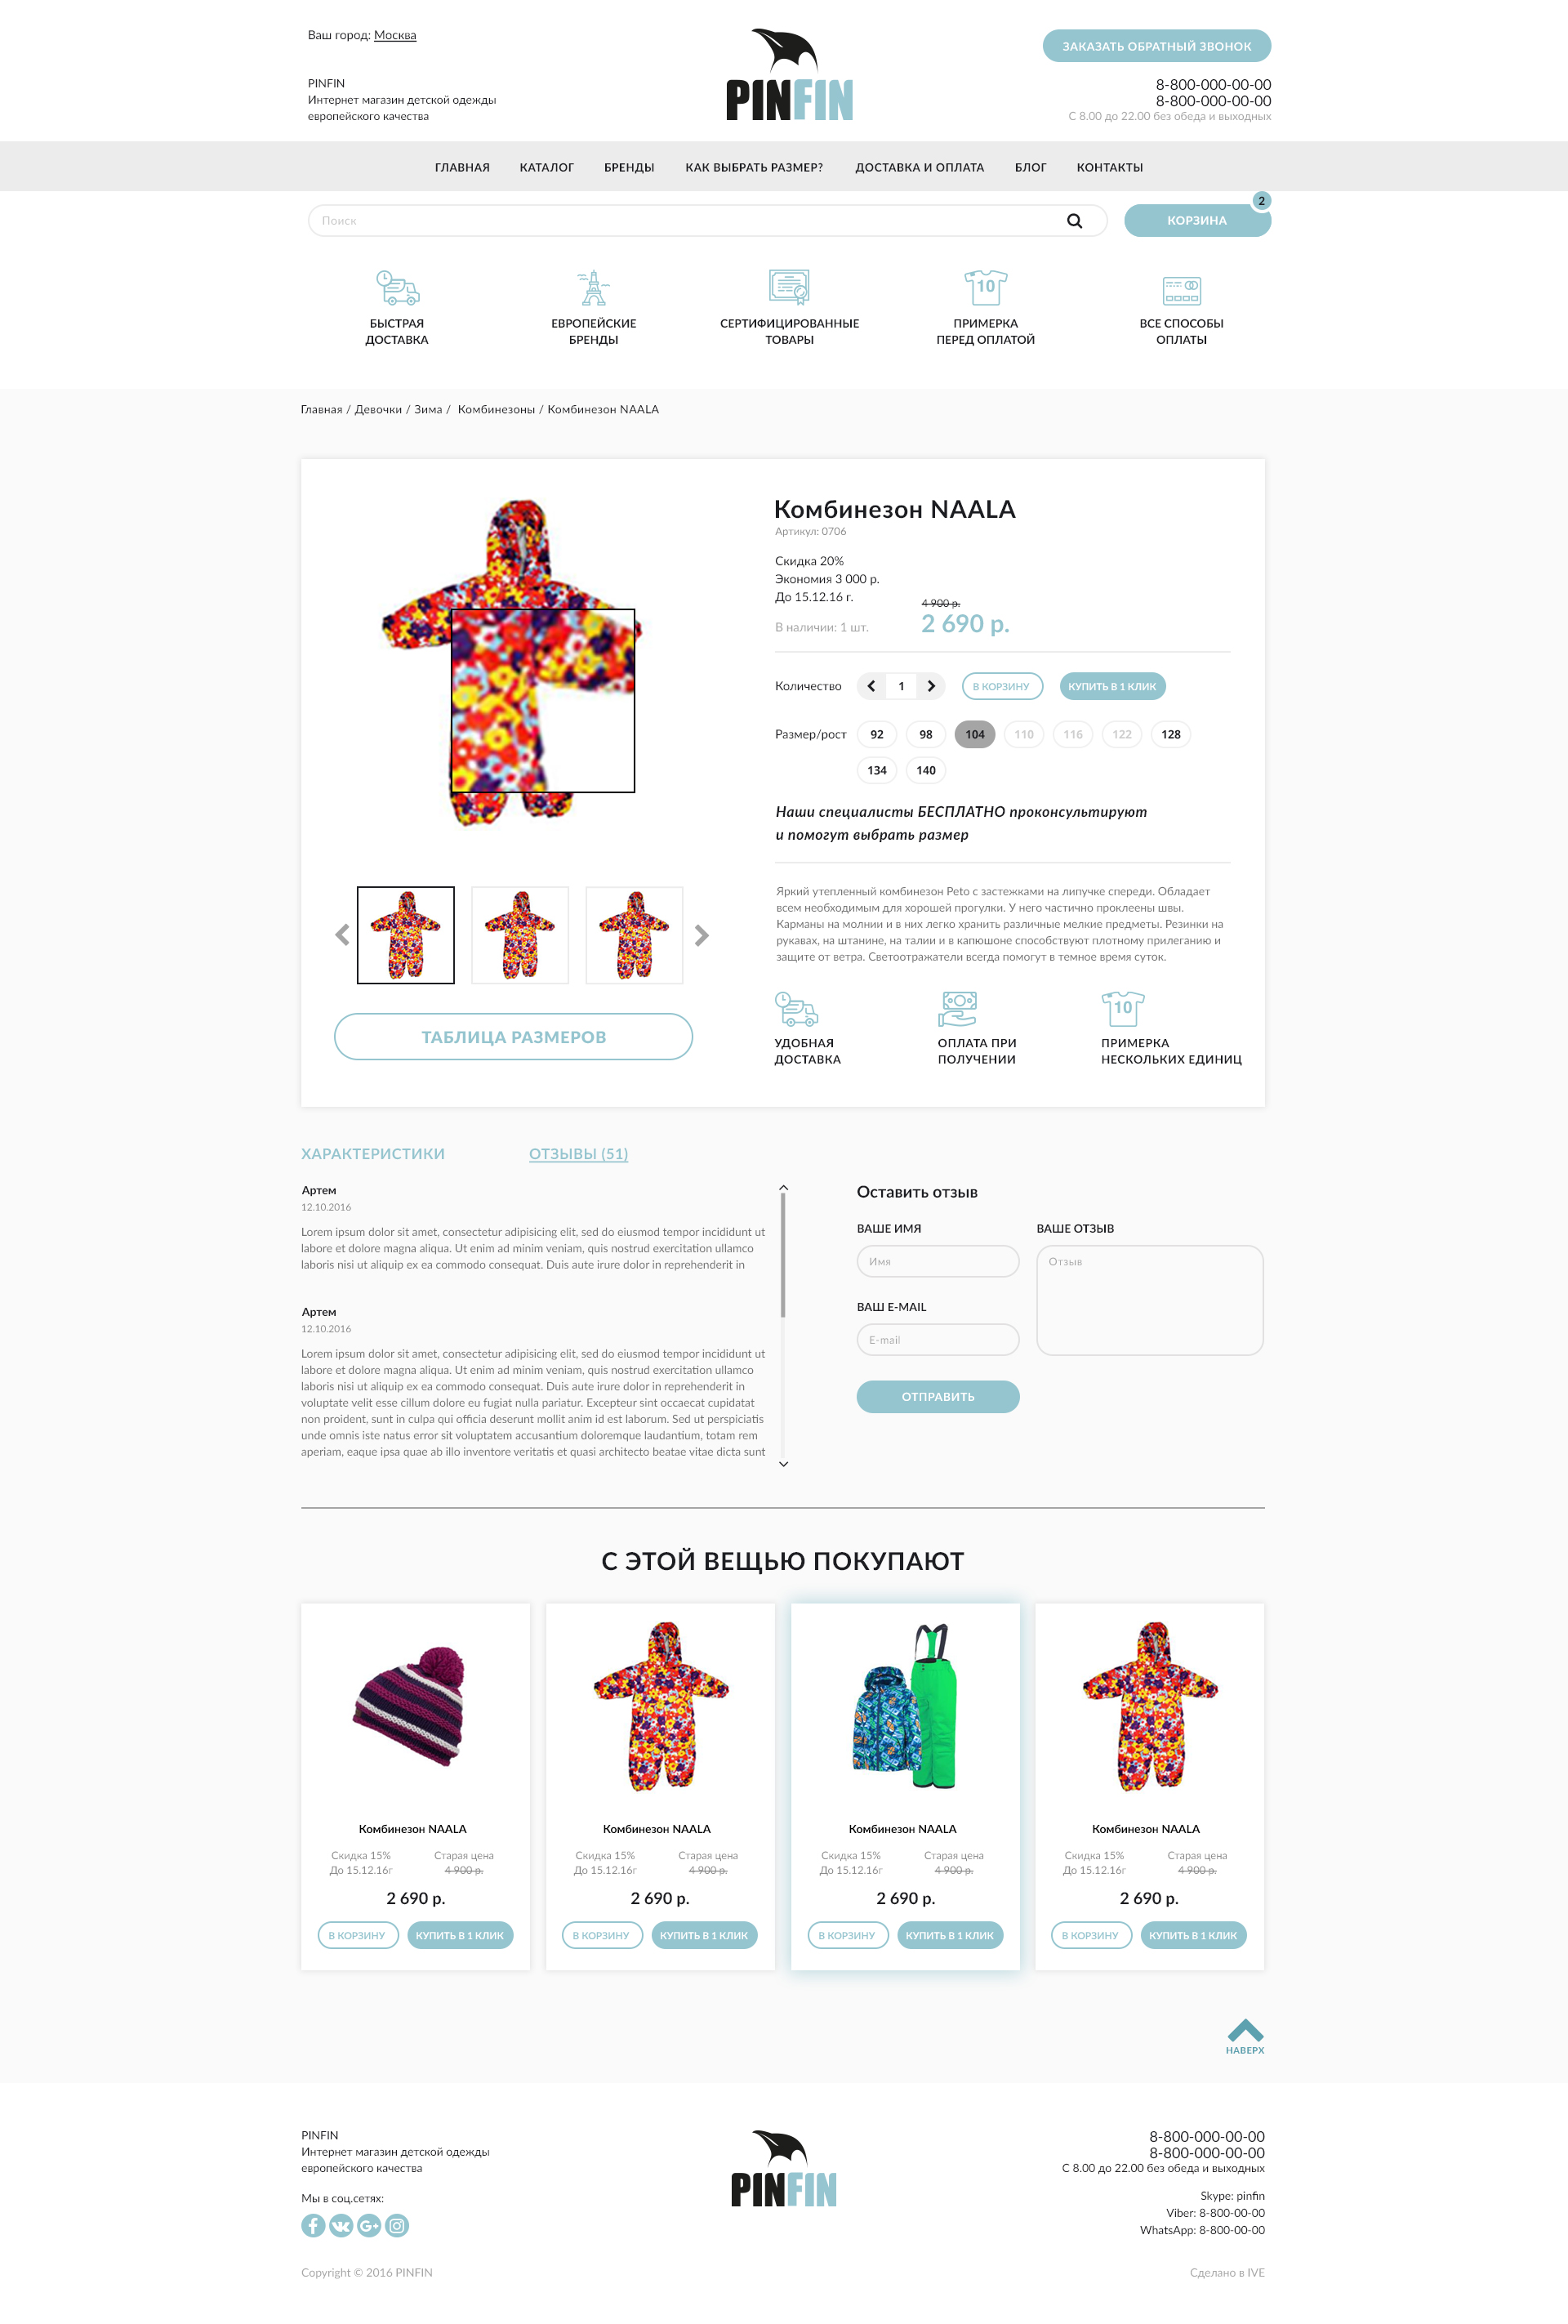 Ваш город: Москва
PINFIN
Интернет магазин детской одежды
европейского качества
PINFIN
ЗАКАЗАТЬ ОБРАТНЫЙ ЗВОНОК
8-800-000-00-00
8-800-000-00-00
С 8.00 до 22.00 без обеда и выходных
ГЛАВНАЯ КАТАЛОГ БРЕНДЫ КАК ВЫБРАТЬ РАЗМЕР? ДОСТАВКА И ОПЛАТА БЛОГ КОНТАКТЫ
Поиск
КОРЗИНА
2
БЫСТРАЯ
ДОСТАВКА
ЕВРОПЕЙСКИЕ
БРЕНДЫ
СЕРТИФИЦИРОВАННЫЕ
ТОВАРЫ
10
ПРИМЕРКА
ПЕРЕД ОПЛАТОЙ
ВСЕ СПОСОБЫ
ОПЛАТЫ
Главная / Девочки / Зима / Комбинезоны / Комбинезон NAALA
ТАБЛИЦА РАЗМЕРОВ
Комбинезон NAALA
Артикул: 0706
Скидка 20%
Экономия 3 000 р.
До 15.12.16 г.
В наличии: 1 шт.
4 900 р.
2 690 р.
Количество 1 В КОРЗИНУ КУПИТЬ В 1 КЛИК
Размер/рост 92 98 104 110 116 122 128
134 140
Наши специалисты БЕСПЛАТНО проконсультируют
и помогут выбрать размер
Яркий утепленный комбинезон Peto с застежками на липучке спереди. Обладает
всем необходимым для хорошей прогулки. У него частично проклеены швы.
Карманы на молнии и в них легко хранить различные мелкие предметы. Резинки на
рукавах, на штанине, на талии и в капюшоне способствуют плотному прилеганию и
защите от ветра. Светоотражатели всегда помогут в темное время суток.
УДОБНАЯ
ДОСТАВКА
ОПЛАТА ПРИ
ПОЛУЧЕНИИ
10
ПРИМЕРКА
НЕСКОЛЬКИХ ЕДИНИЦ
ХАРАКТЕРИСТИКИ ОТЗЫВЫ (51)
Артем
12.10.2016
Lorem ipsum dolor sit amet, consectetur adipisicing elit, sed do eiusmod tempor incididunt ut
labore et dolore magna aliqua. Ut enim ad minim veniam, quis nostrud exercitation ullamco
laboris nisi ut aliquip ex ea commodo consequat. Duis aute irure dolor in reprehenderit in
Артем
12.10.2016
Lorem ipsum dolor sit amet, consectetur adipisicing elit, sed do eiusmod tempor incididunt ut
labore et dolore magna aliqua. Ut enim ad minim veniam, quis nostrud exercitation ullamco
laboris nisi ut aliquip ex ea commodo consequat. Duis aute irure dolor in reprehenderit in
voluptate velit esse cillum dolore eu fugiat nulla pariatur. Excepteur sint occaecat cupidatat
non proident, sunt in culpa qui officia deserunt mollit anim id est laborum. Sed ut perspiciatis
unde omnis iste natus error sit voluptatem accusantium doloremque laudantium, totam rem
aperiam, eaque ipsa quae ab illo inventore veritatis et quasi architecto beatae vitae dicta sunt
Оставить отзыв
ВАШЕ ИМЯ
Имя
ВАШ E-MAIL
E-mail
ВАШЕ ОТЗЫВ
Отзыв
ОТПРАВИТЬ
С ЭТОЙ ВЕЩЬЮ ПОКУПАЮТ
Комбинезон NAALA
Скидка 15% Старая цена
До 15.12.16г 4 900 р.
2 690 р.
В КОРЗИНУ КУПИТЬ В 1 КЛИК
Комбинезон NAALA
Скидка 15% Старая цена
До 15.12.16г 4 900 р.
2 690 р.
В КОРЗИНУ КУПИТЬ В 1 КЛИК
Комбинезон NAALA
Скидка 15% Старая цена
До 15.12.16г 4 900 р.
2 690 р.
В КОРЗИНУ КУПИТЬ В 1 КЛИК
Комбинезон NAALA
Скидка 15% Старая цена
До 15.12.16г 4 900 р.
2 690 р.
В КОРЗИНУ КУПИТЬ В 1 КЛИК
НАВЕРХ
PINFIN
Интернет магазин детской одежды
европейского качества
Мы в соц.сетях:
Copyright © 2016 PINFIN
PINFIN
8-800-000-00-00
8-800-000-00-00
С 8.00 до 22.00 без обеда и выходных
Skype: pinfin
Viber: 8-800-00-00
WhatsApp: 8-800-00-00
Сделано в IVE